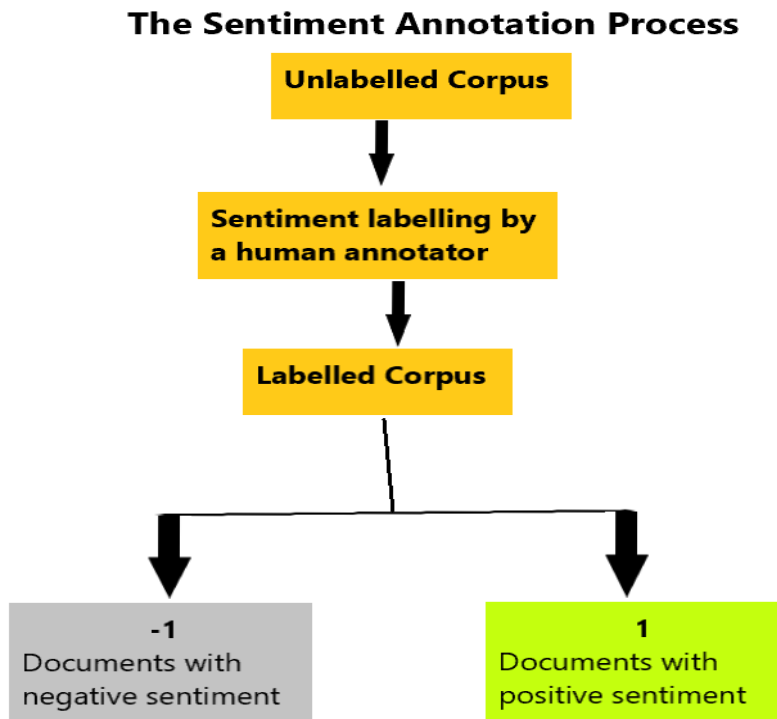 The Sentiment Annotation Process
Unlabelled Corpus
Sentiment labelling by
a human annotator
Labelled Corpus
-1
Documents with
negative sentiment
1
Documents with
positive sentiment